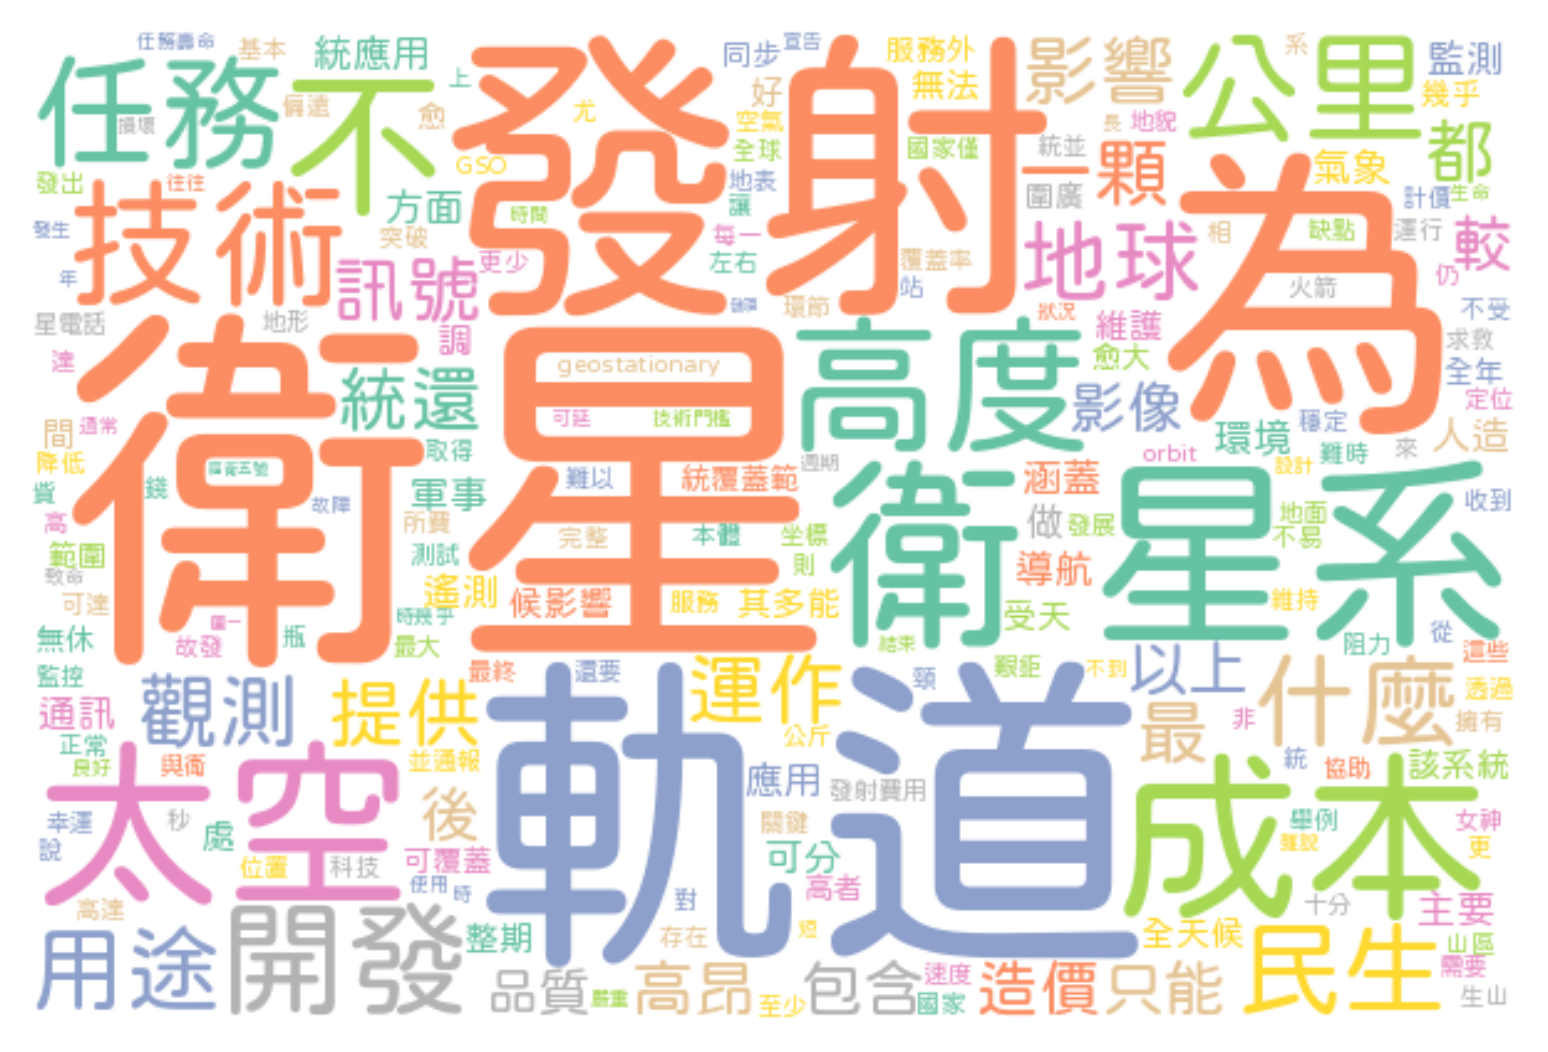 任務壽命
基本
統應用
同步
宣告
服務外
影響
公里
系
監測
任務
不
發射
上
好
無法
幾乎
偏遠
愈
尤
空氣
長
地貌
都
損壞
GSO
全球
國家僅
統並
一顆
氣象
發出
往往
地表
圍廣
為
計價
生命
技術
方面
時間
讓
發生
突破
每一
地球
相
缺點
運行
較
訊號
更少
左右
覆蓋率
仍
年
站
火箭
星電話
地形
環節
狀況
維護
不受
調
高度
求救
達
衛星
geostationary
愈大
全年
統還
影像
定位
間
通常
可延
技術門檻
穩定
人造
降低
取得
環境
難時
來
orbit
設計
週期
福衛五號
難以
統覆蓋範
涵蓋
衛星系
貲
錢
軍事
故障
收到
高
所費
完整
本體
坐標
做
發展
地面
不易
範圍
測試
則
導航
致命
遙測
候影響
服務
其多能
維持
可達
時幾乎
受天
無休
故發
瓶
最大
結束
從
阻力
這些
監控
最終
還要
運作
頸
艱鉅
不到
以上
什麼
透過
通訊
觀測
提供
軌道
最
非
擁有
正常
公斤
良好
與衛
並通報
應用
統
協助
該系統
太空
發射費用
成本
幸運
秒
後
關鍵
舉例
女神
說
處
雖說
更
位置
科技
可覆蓋
可分
使用
時
高者
高達
對
十分
主要
用途
開發
整期
存在
短
全天候
民生
山區
品質
嚴重
高昂
至少
包含
速度
國家
造價
只能
需要
生山